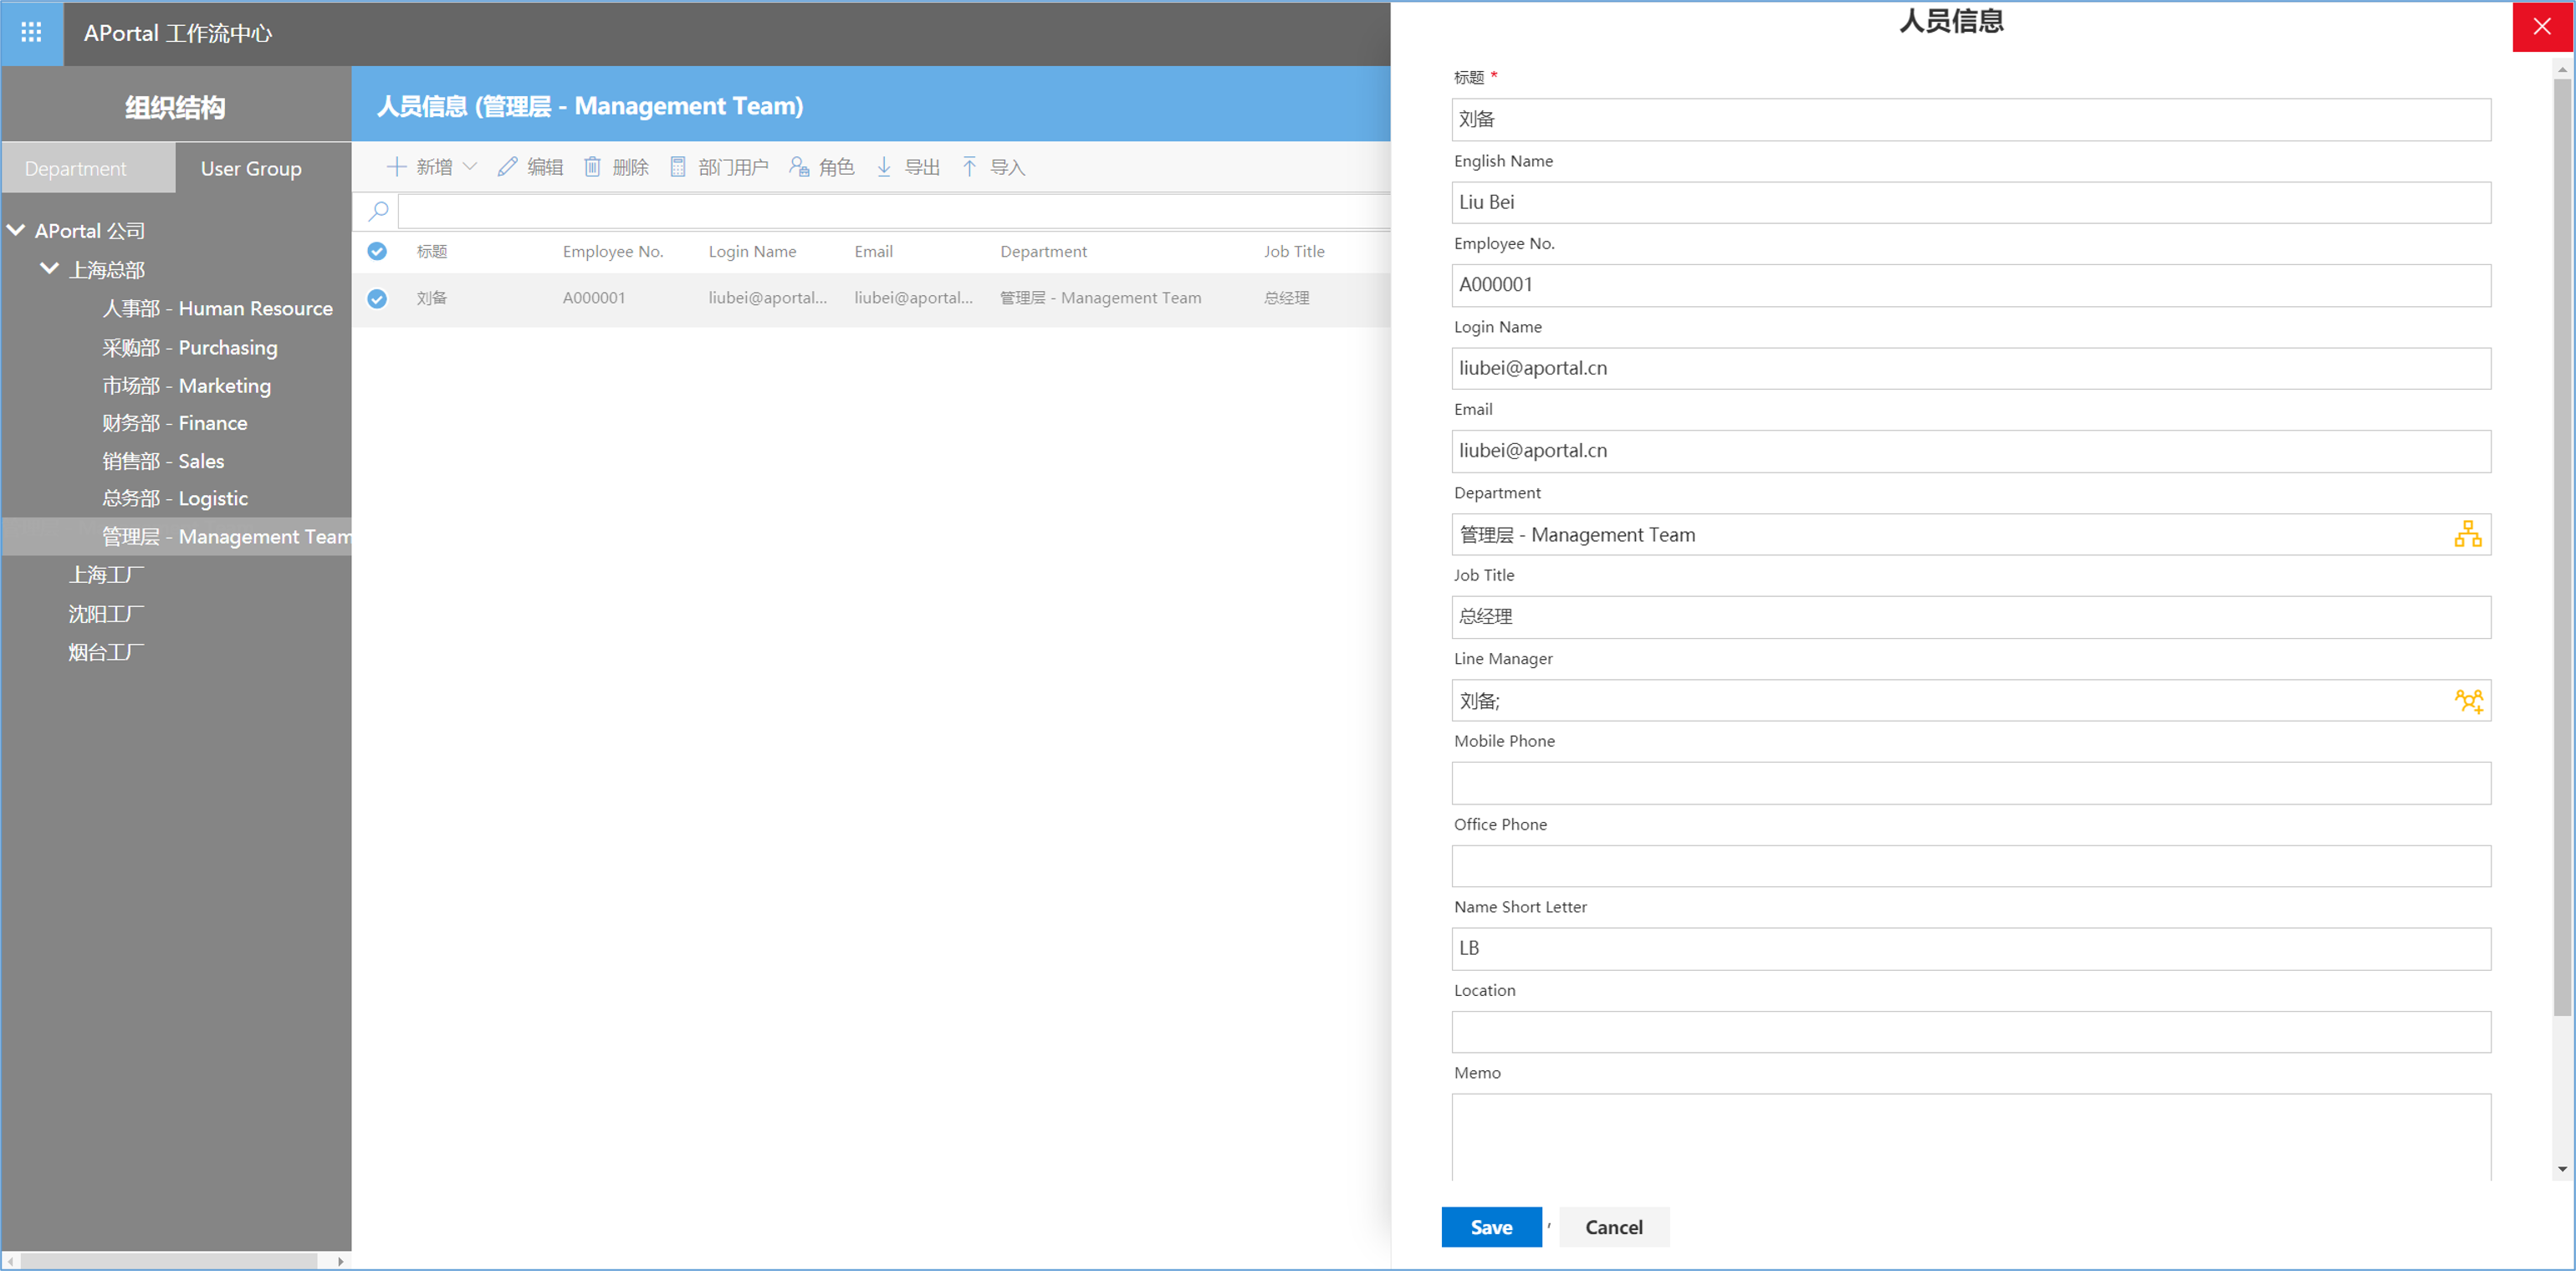 APortal 工作流中心
组织结构
Department
User Group
APortal 公司
上海总部
人事部 - Human Resource
采购部 - Purchasing
市场部 - Marketing
财务部 - Finance
销售部 - Sales
总务部 - Logistic
管理层 - Management Team
上海工厂
沈阳工厂
烟台工厂
人员信息 (管理层 - Management Team)
新增 编辑 删除 部门用户 角色 导出 导入
标题 Employee No. Login Name Email Department Job Title
刘备 A000001 liubei@aportal... liubei@aportal... 管理层 - Management Team 总经理
人员信息
标题 *
刘备
English Name
Liu Bei
Employee No.
A000001
Login Name
liubei@aportal.cn
Email
liubei@aportal.cn
Department
管理层 - Management Team
Job Title
总经理
Line Manager
刘备;
Mobile Phone
Office Phone
Name Short Letter
LB
Location
Memo
Save , Cancel